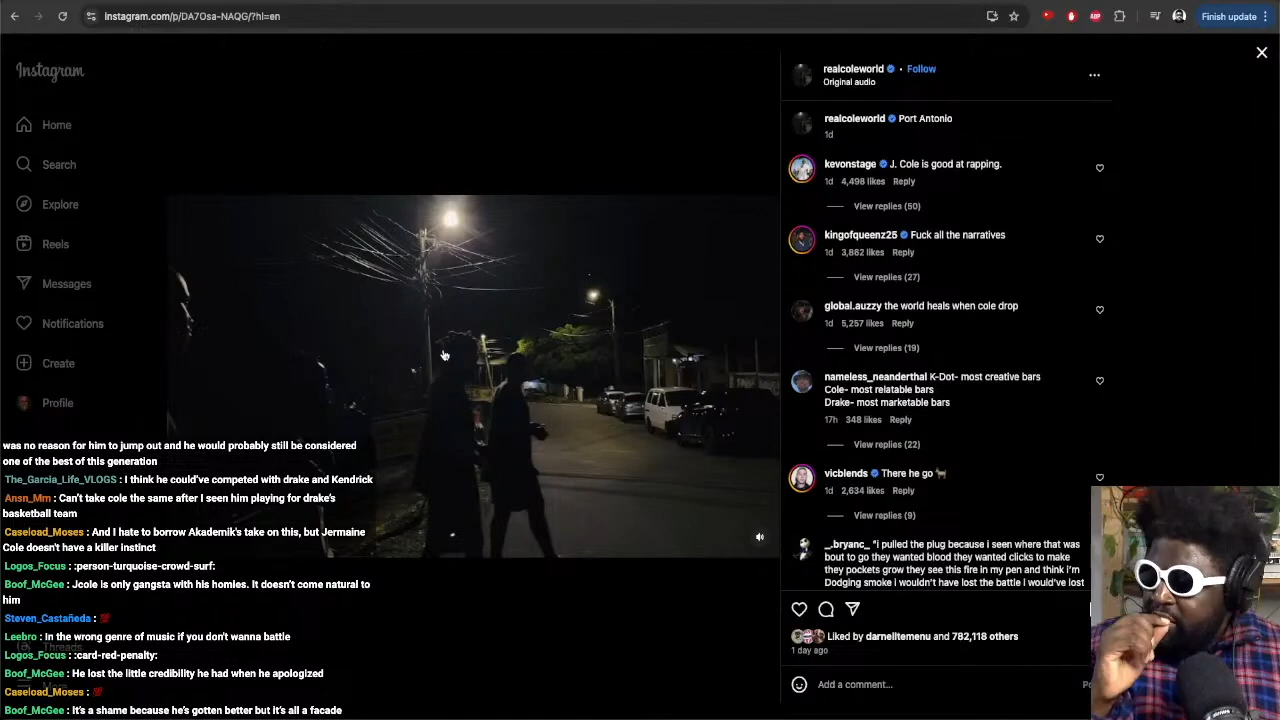 instagram.com/p/DA7Osa-NAQG/?hl=en
ABP
Finish update
Instagram
Home
Search
Explore
Reels
Messages
Notifications
Create
Profile
Threads
was no reason for him to jump out and he would probably still be considered
one of the best of this generation
The_Garcia_Life_VLOGS : I think he could've competed with drake and Kendrick
Ansn_Mrn : Can't take cole the same after I seen him playing for drake's
basketball team
Caseload_Moses : And I hate to borrow Akademik's take on this, but Jermaine
Cole doesn't have a killer instinct
Logos_Focus : :person-turquoise-crowd-surf:
Boof_McGee : Jcole is only gangsta with his homies. It doesn't come natural to
him
Steven_Castañeda : 💯
Leebro : In the wrong genre of music if you don't wanna battle
Logos_Focus : :card-red-penalty:
Boof_McGee : He lost the little credibility he had when he apologized
Caseload_Moses : 💯
Boof_McGee : It's a shame because he's gotten better but it's all a facade
realcoleworld • Follow
Original audio
realcoleworld Port Antonio
1d
kevonstage J. Cole is good at rapping.
1d 4,498 likes Reply
View replies (50)
kingofqueenz25 Fuck all the narratives
1d 3,862 likes Reply
View replies (27)
global.auzzy the world heals when cole drop
1d 5,257 likes Reply
View replies (19)
nameless_neanderthal K-Dot- most creative bars
Cole- most relatable bars
Drake- most marketable bars
17h 348 likes Reply
View replies (22)
vicblends There he go 🐐
1d 2,634 likes Reply
View replies (9)
_.bryanc_ "i pulled the plug because i seen where that was
bout to go they wanted blood they wanted clicks to make
they pockets grow they see this fire in my pen and think i'm
Dodging smoke i wouldn't have lost the battle i would've lost
Liked by darnelltemenu and 782,118 others
1 day ago
Add a comment...